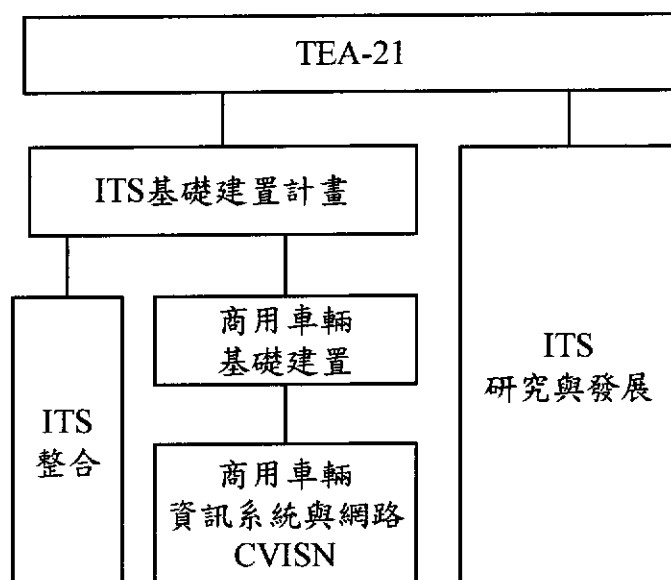 TEA-21
ITS基礎建置計畫
商用車輛
基礎建置
ITS
研究與發展
ITS
整合
商用車輛
資訊系統與網路
CVISN